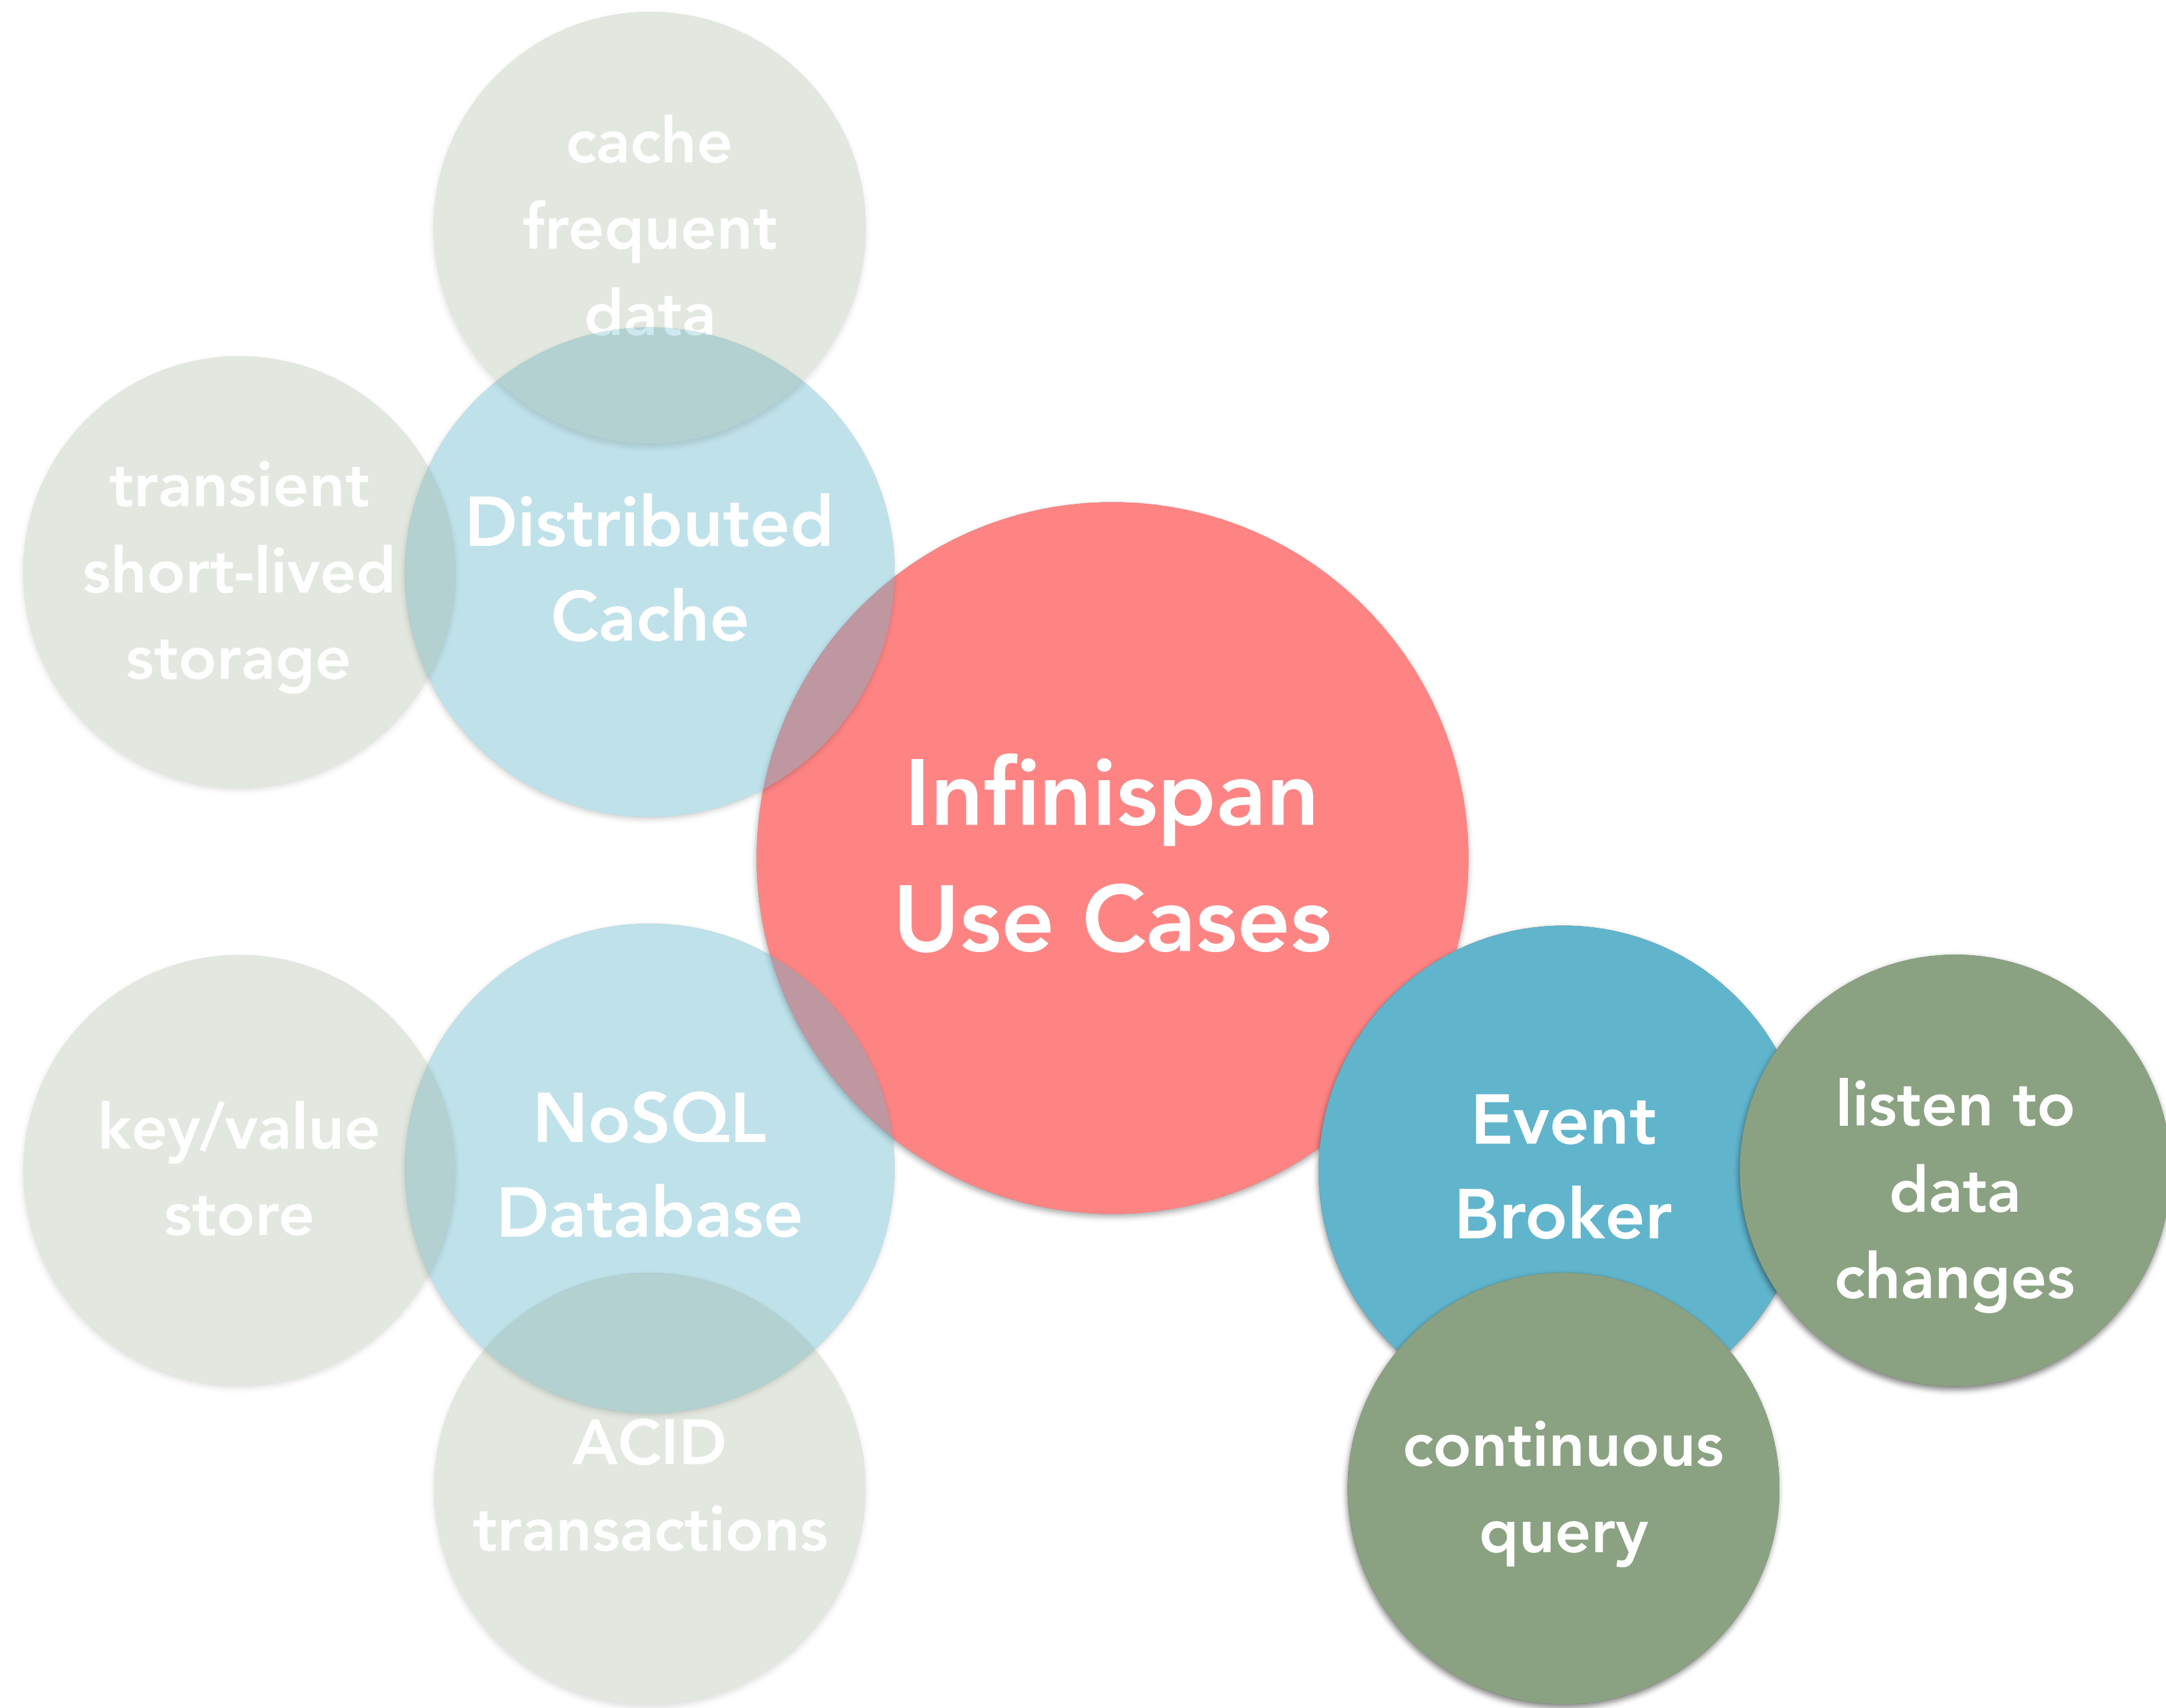 cache
frequent
data
transient
short-lived
storage
Distributed
Cache
Infinispan
Use Cases
key/value
store
NoSQL
Database
ACID
transactions
Event
Broker
listen to
data
changes
continuous
query